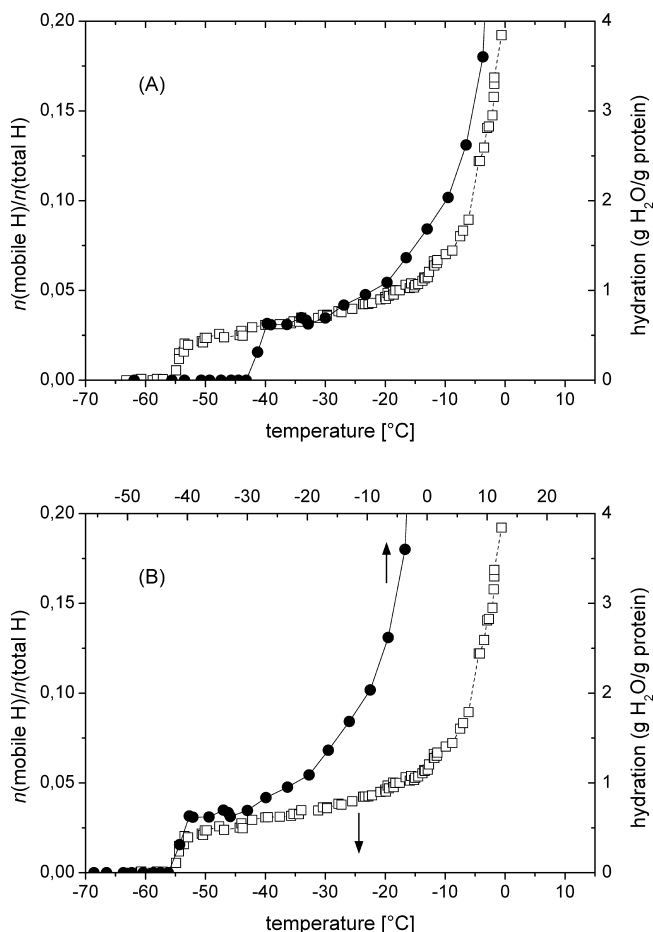 0,20
0,15
0,10
0,05
0,00
n(mobile H)/n(total H)
(A)
4
3
2
1
0
hydration (g H₂O/g protein)
-70 -60 -50 -40 -30 -20 -10 0 10
temperature [°C]
-50 -40 -30 -20 -10 0 10 20
0,20
0,15
0,10
0,05
0,00
n(mobile H)/n(total H)
(B)
4
3
2
1
0
hydration (g H₂O/g protein)
-70 -60 -50 -40 -30 -20 -10 0 10
temperature [°C]